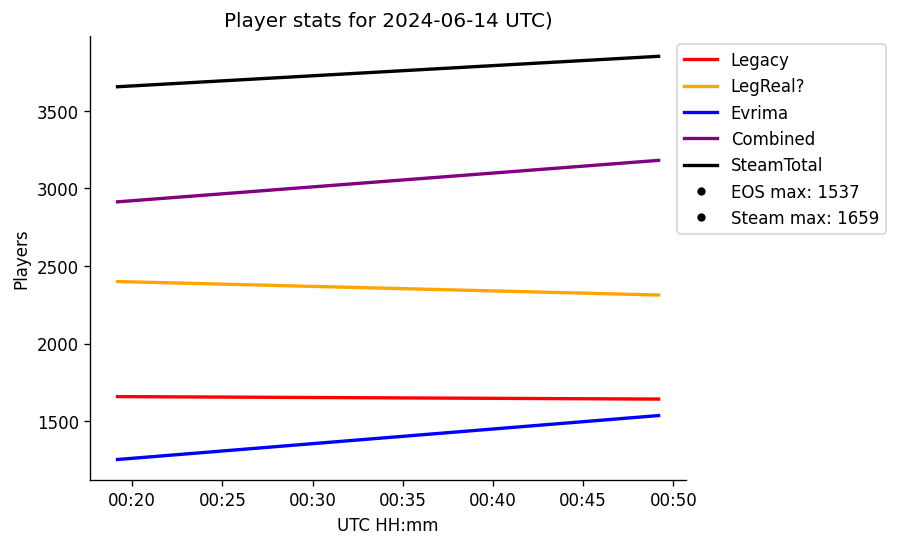 Player stats for 2024-06-14 UTC)
Legacy
LegReal?
Evrima
Combined
SteamTotal
EOS max: 1537
Steam max: 1659
Players
3500
3000
2500
2000
1500
00:20 00:25 00:30 00:35 00:40 00:45 00:50
UTC HH:mm